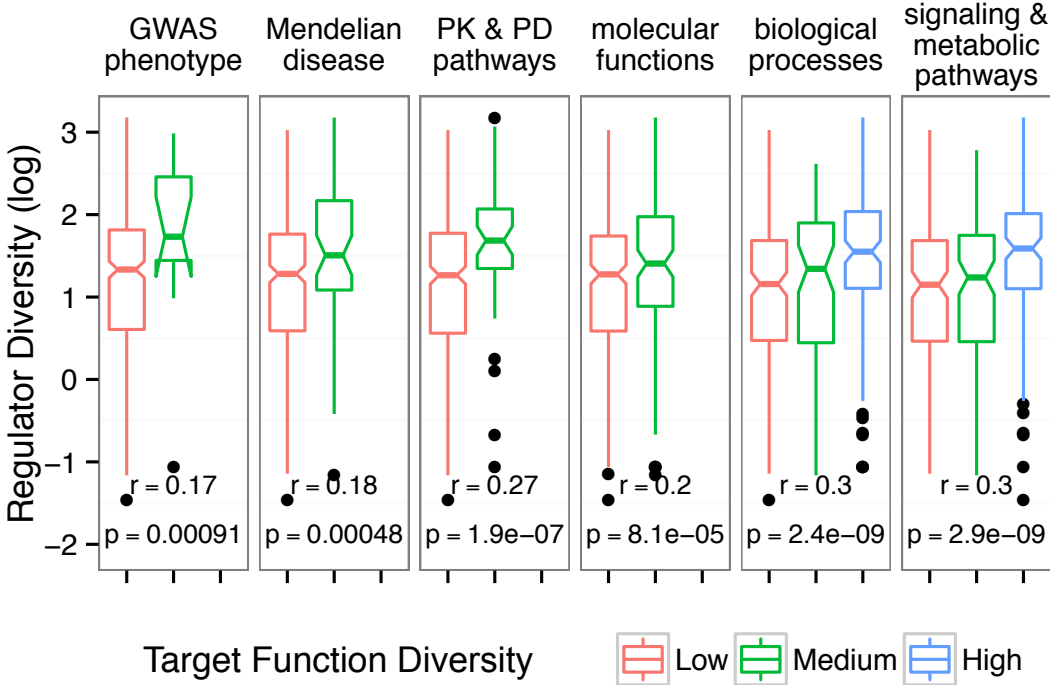 GWAS
phenotype
Mendelian
disease
PK & PD
pathways
molecular
functions
biological
processes
signaling &
metabolic
pathways
Regulator Diversity (log)
3
2
1
0
−1
−2
r = 0.17
p = 0.00091
r = 0.18
p = 0.00048
r = 0.27
p = 1.9e−07
r = 0.2
p = 8.1e−05
r = 0.3
p = 2.4e−09
r = 0.3
p = 2.9e−09
Target Function Diversity
Low
Medium
High